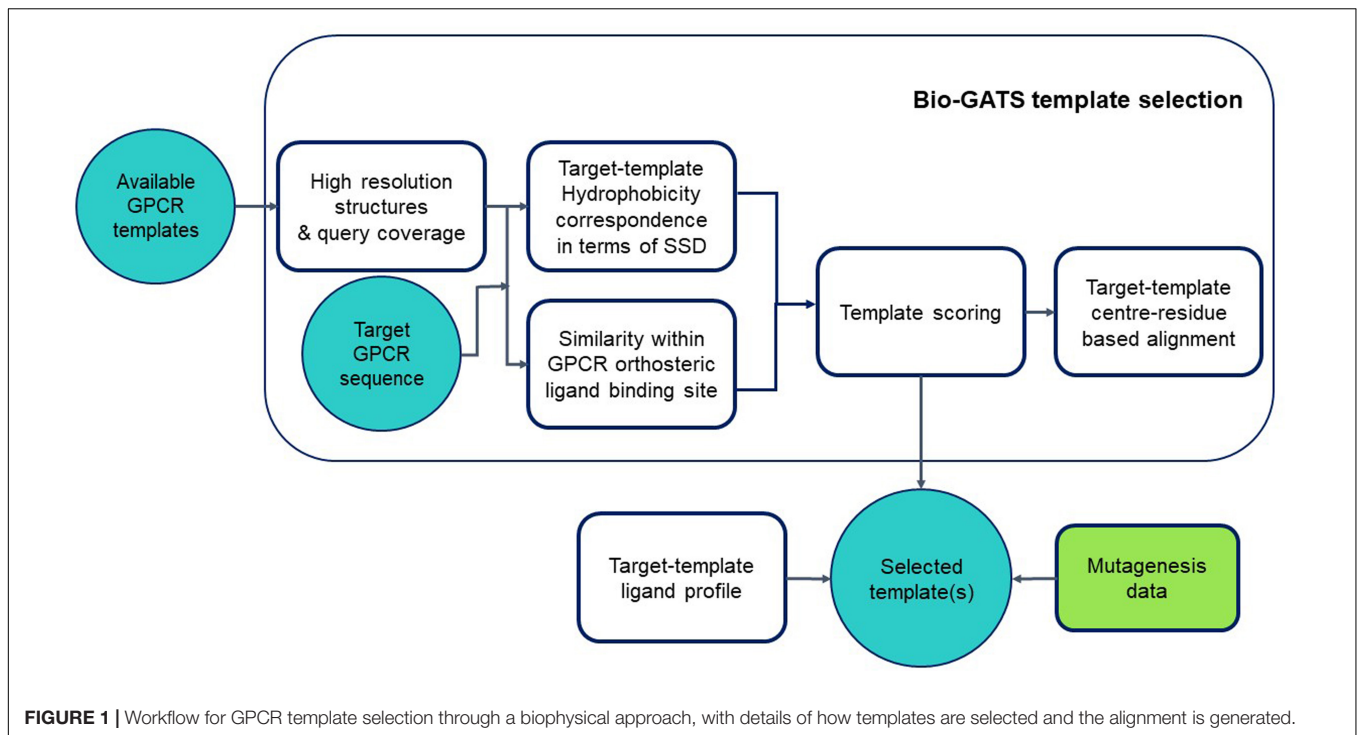 Bio-GATS template selection
Available
GPCR
templates
High resolution
structures
& query coverage
Target-template
Hydrophobicity
correspondence
in terms of SSD
Target
GPCR
sequence
Similarity within
GPCR orthosteric
ligand binding site
Template scoring
Target-template
centre-residue
based alignment
Target-template
ligand profile
Selected
template(s)
Mutagenesis
data
FIGURE 1 | Workflow for GPCR template selection through a biophysical approach, with details of how templates are selected and the alignment is generated.